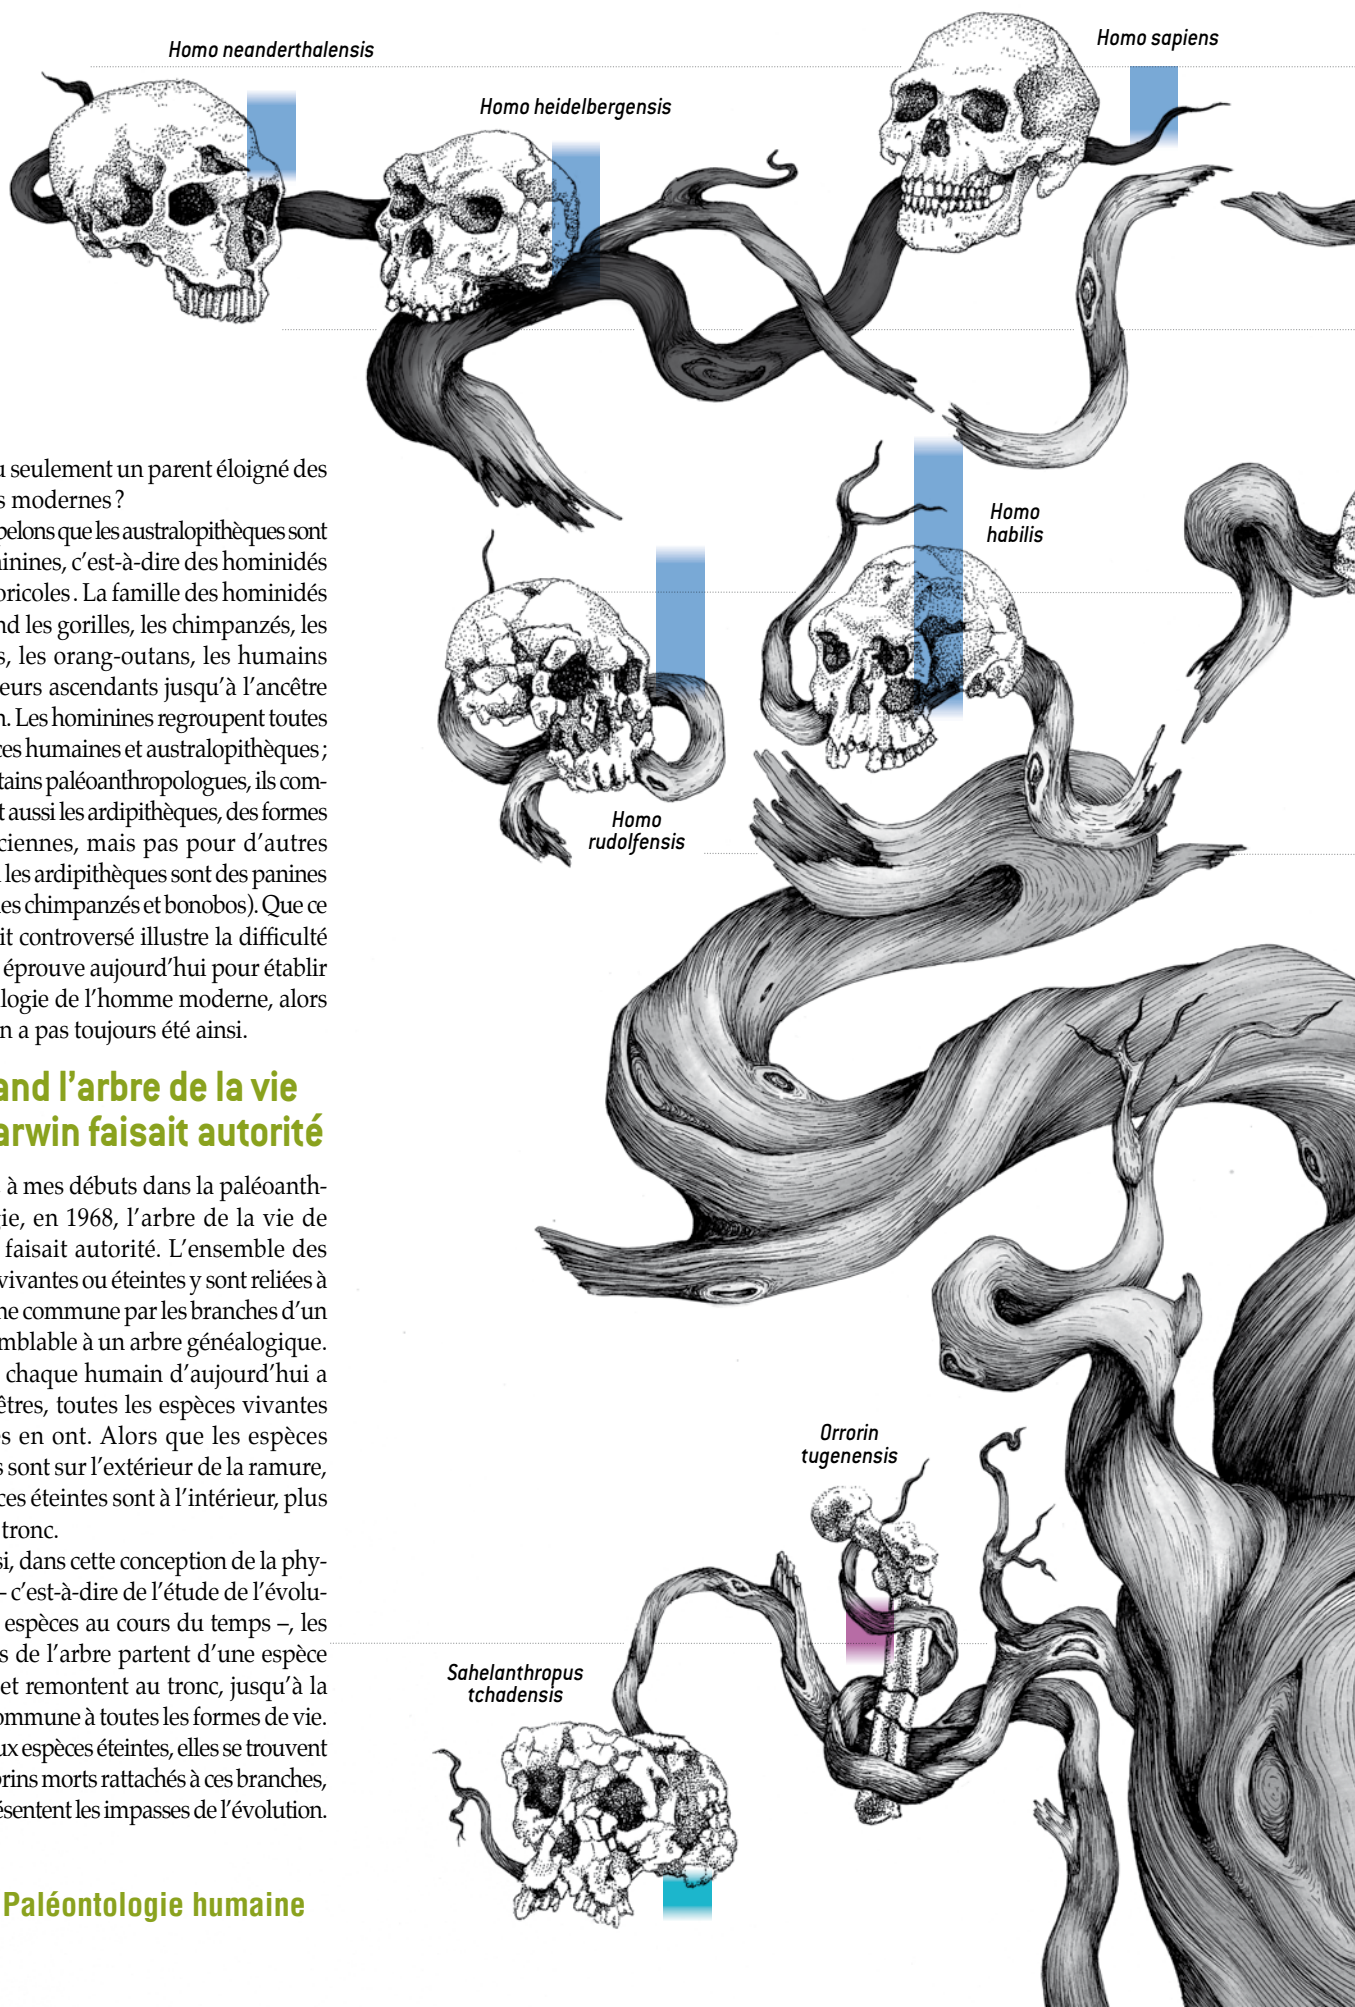 Homo neanderthalensis
Homo heidelbergensis
Homo sapiens
Homo
habilis
Homo
rudolfensis
Orrorin
tugenensis
Sahelanthropus
tchadensis
u seulement un parent éloigné des
s modernes ?
pelons que les australopithèques sont
ninines, c’est-à-dire des hominidés
oricoles. La famille des hominidés
nd les gorilles, les chimpanzés, les
s, les orang-outans, les humains
eurs ascendants jusqu’à l’ancêtre
n. Les hominines regroupent toutes
ces humaines et australopithèques ;
tains paléoanthropologues, ils com-
t aussi les ardipithèques, des formes
ciennes, mais pas pour d’autres
les ardipithèques sont des panines
les chimpanzés et bonobos). Que ce
it controversé illustre la difficulté
éprouve aujourd’hui pour établir
logie de l’homme moderne, alors
n a pas toujours été ainsi.
and l’arbre de la vie
arwin faisait autorité
à mes débuts dans la paléoanth-
gie, en 1968, l’arbre de la vie de
faisait autorité. L’ensemble des
vivantes ou éteintes y sont reliées à
ne commune par les branches d’un
mblable à un arbre généalogique.
chaque humain d’aujourd’hui a
êtres, toutes les espèces vivantes
es en ont. Alors que les espèces
s sont sur l’extérieur de la ramure,
ces éteintes sont à l’intérieur, plus
tronc.
si, dans cette conception de la phy-
– c’est-à-dire de l’étude de l’évolu-
espèces au cours du temps –, les
s de l’arbre partent d’une espèce
et remontent au tronc, jusqu’à la
ommune à toutes les formes de vie.
ux espèces éteintes, elles se trouvent
brins morts rattachés à ces branches,
ésentent les impasses de l’évolution.
Paléontologie humaine